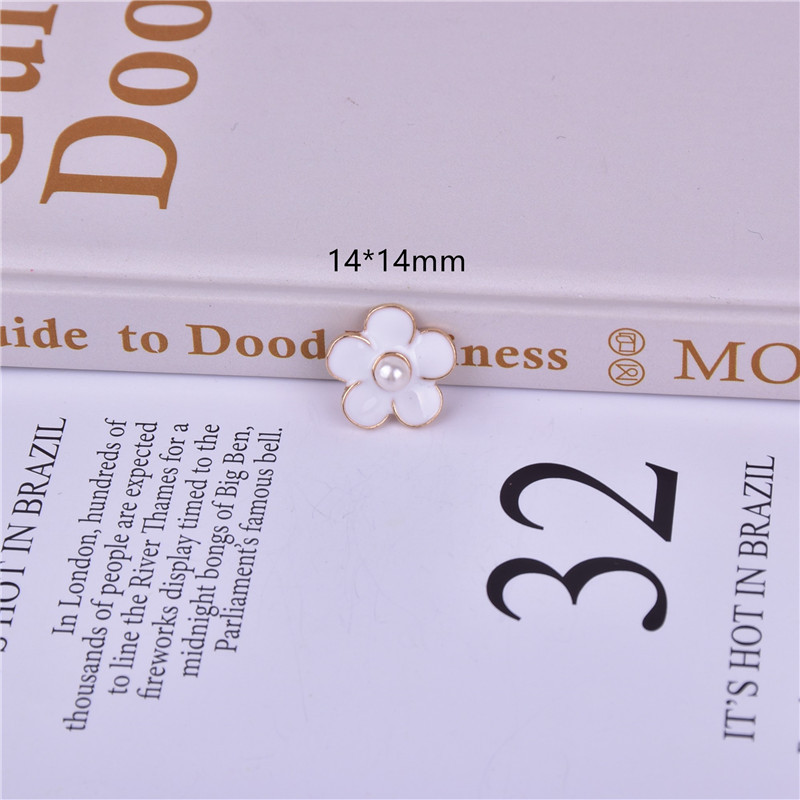 Doo
14*14mm
uide to Dood
ness
MO
HOT IN BRAZIL
In London, hundreds of
thousands of people are expected
to line the River Thames for a
fireworks display timed to the
midnight bongs of Big Ben,
Parliament's famous bell.
32
IT'S HOT IN BRAZIL